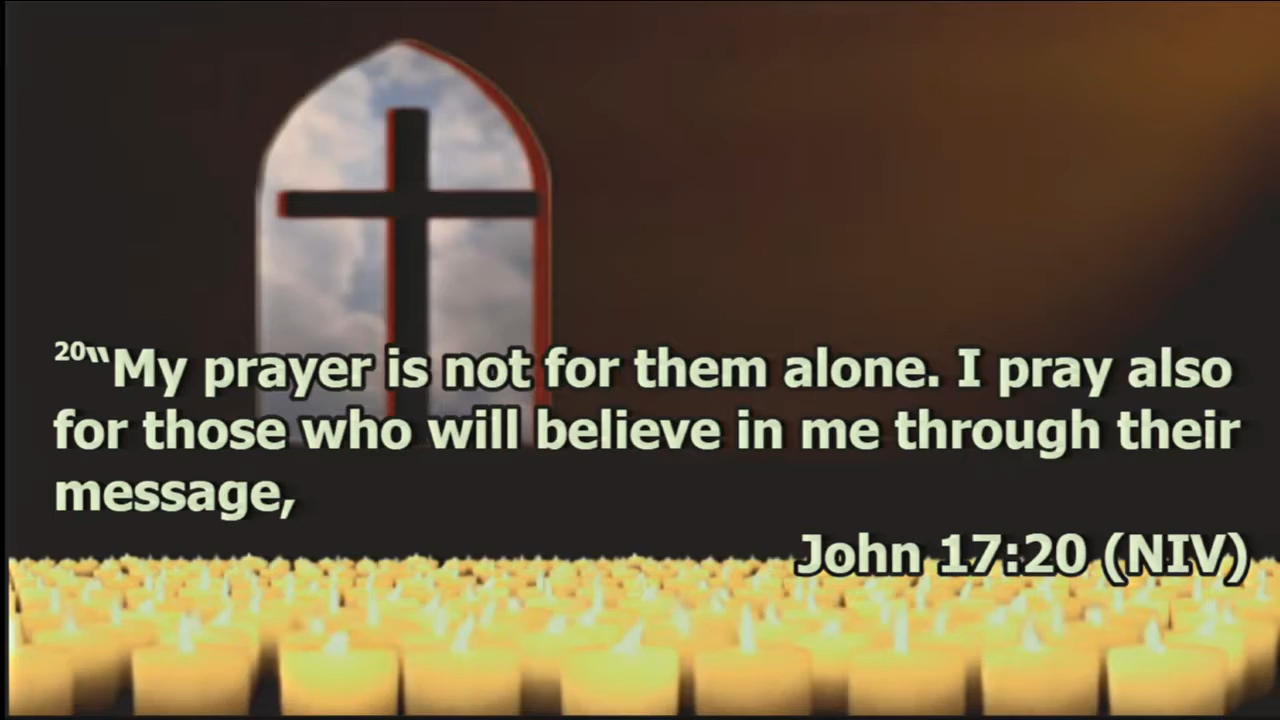 20“My prayer is not for them alone. I pray also
for those who will believe in me through their
message,
John 17:20 (NIV)